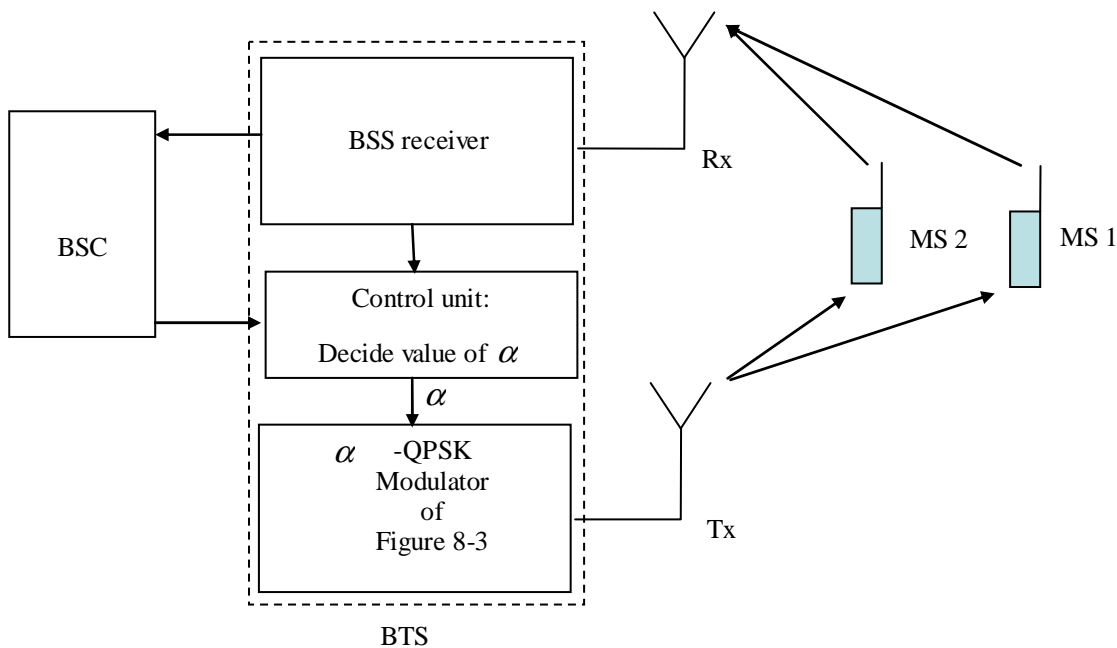 BSS receiver
Rx
BSC
MS 2
MS 1
Control unit:
Decide value of α
α
α -QPSK
Modulator
of
Figure 8-3
Tx
BTS